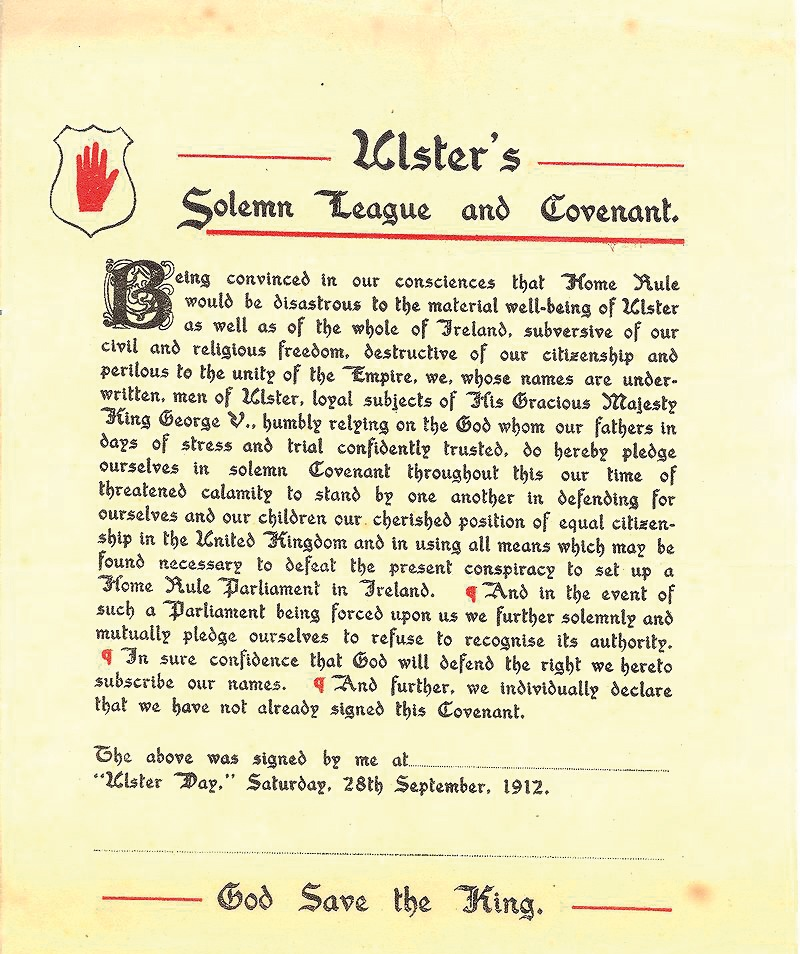 Ulster's
Solemn League and Covenant.
Being convinced in our consciences that Home Rule
would be disastrous to the material well-being of Ulster
as well as of the whole of Ireland, subversive of our
civil and religious freedom, destructive of our citizenship and
perilous to the unity of the Empire, we, whose names are under-
written, men of Ulster, loyal subjects of His Gracious Majesty
King George V., humbly relying on the God whom our fathers in
days of stress and trial confidently trusted, do hereby pledge
ourselves in solemn Covenant throughout this our time of
threatened calamity to stand by one another in defending for
ourselves and our children our cherished position of equal citizen-
ship in the United Kingdom and in using all means which may be
found necessary to defeat the present conspiracy to set up a
Home Rule Parliament in Ireland. ¶ And in the event of
such a Parliament being forced upon us we further solemnly and
mutually pledge ourselves to refuse to recognise its authority.
¶ In sure confidence that God will defend the right we hereto
subscribe our names. ¶ And further, we individually declare
that we have not already signed this Covenant.
The above was signed by me at
"Ulster Day," Saturday, 28th September, 1912.
God Save the King.